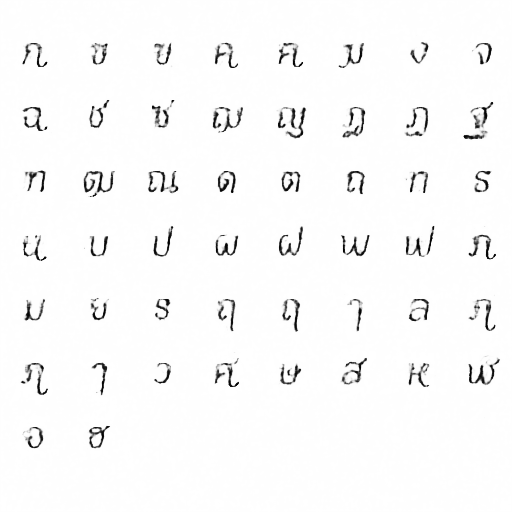 ก ข ฃ ค ฅ ฆ ง จ
ฉ ช ซ ฌ ญ ฎ ฏ ฐ
ฑ ฒ ณ ด ต ถ ท ธ
น บ ป ผ ฝ พ ฟ ภ
ม ย ร ฤ ฤ ๅ ล ฦ
ฦ ๅ ว ศ ษ ส ห ฬ
อ ฮ